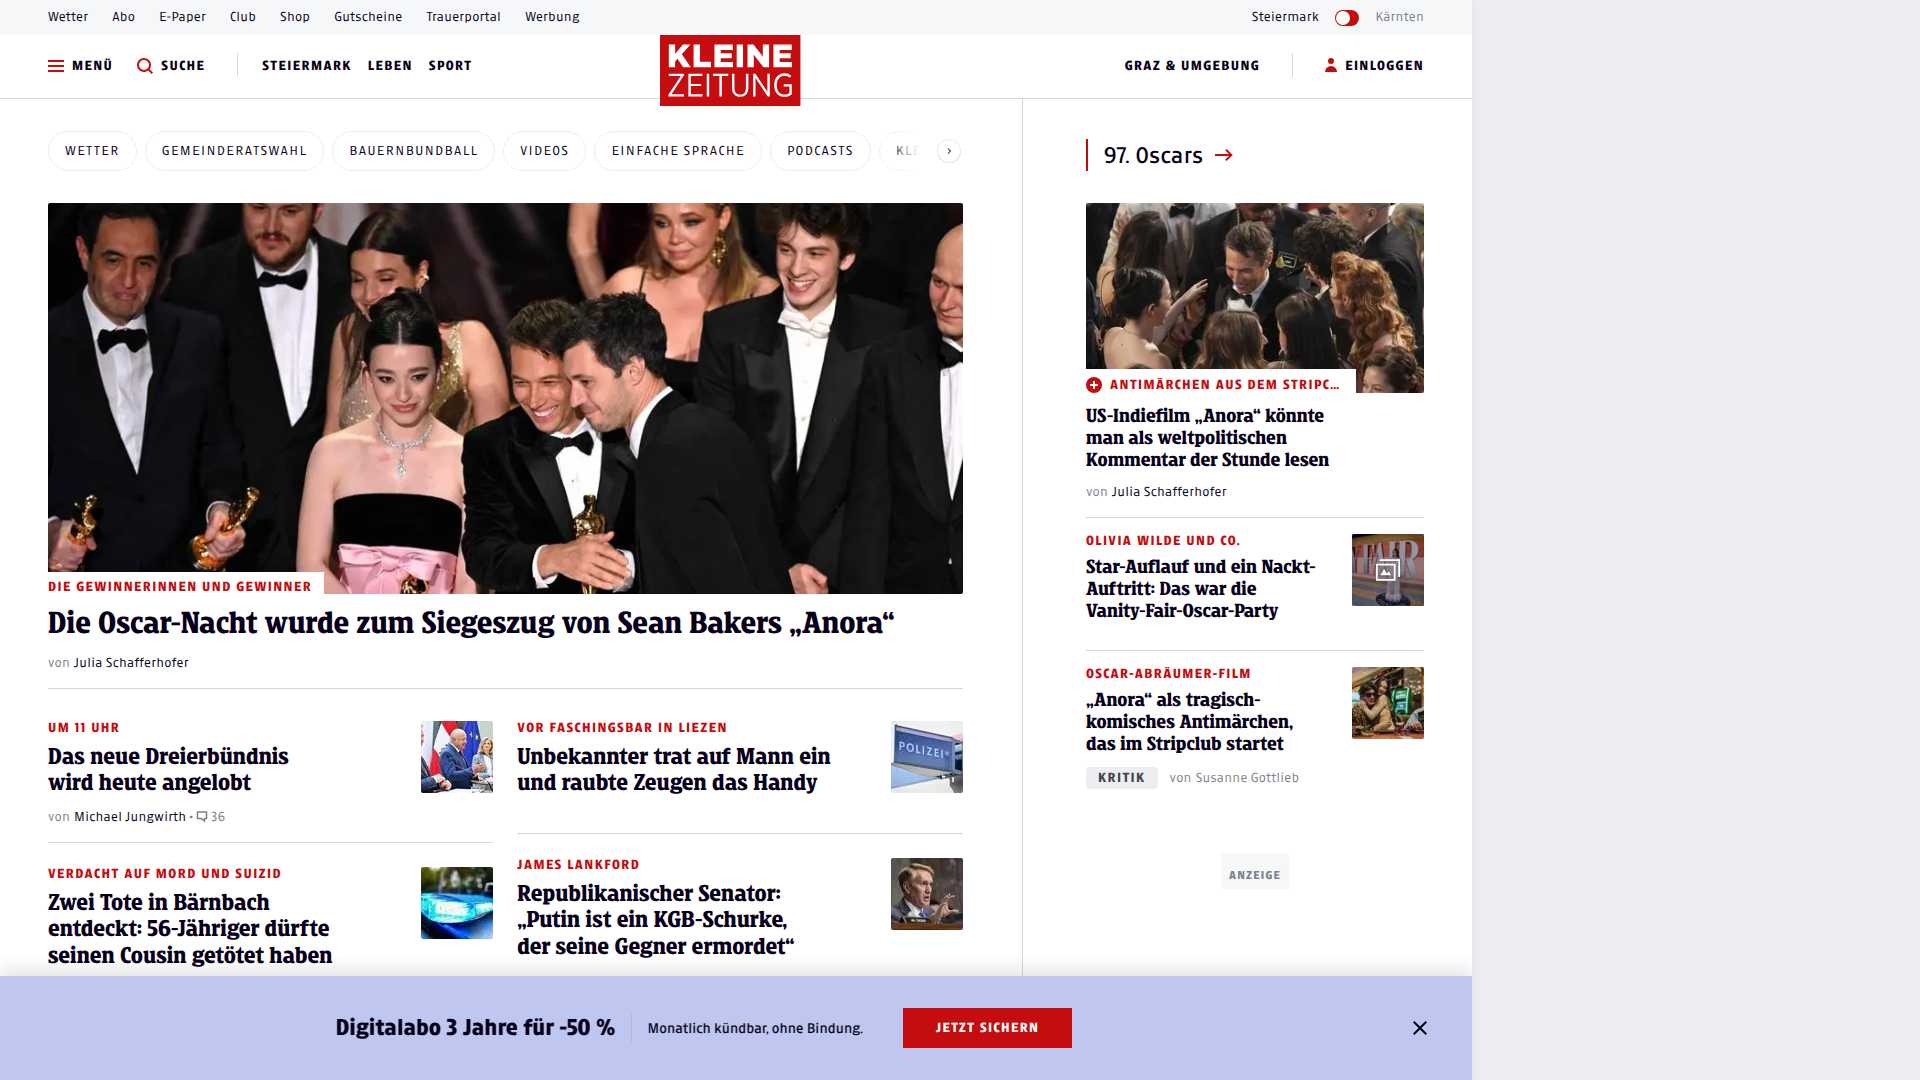 Wetter Abo E-Paper Club Shop Gutscheine Trauerportal Werbung
Steiermark Kärnten
MENÜ SUCHE STEIERMARK LEBEN SPORT
KLEINE
ZEITUNG
GRAZ & UMGEBUNG EINLOGGEN
WETTER GEMEINDERATSWAHL BAUERNBUNDBALL VIDEOS EINFACHE SPRACHE PODCASTS KLE
DIE GEWINNERINNEN UND GEWINNER
Die Oscar-Nacht wurde zum Siegeszug von Sean Bakers „Anora“
von Julia Schafferhofer
UM 11 UHR
Das neue Dreierbündnis
wird heute angelobt
von Michael Jungwirth • 36
VERDACHT AUF MORD UND SUIZID
Zwei Tote in Bärnbach
entdeckt: 56-Jähriger dürfte
seinen Cousin getötet haben
VOR FASCHINGSBAR IN LIEZEN
Unbekannter trat auf Mann ein
und raubte Zeugen das Handy
POLIZEI
JAMES LANKFORD
Republikanischer Senator:
„Putin ist ein KGB-Schurke,
der seine Gegner ermordet“
97. Oscars
ANTIMÄRCHEN AUS DEM STRIPC…
US-Indiefilm „Anora“ könnte
man als weltpolitischen
Kommentar der Stunde lesen
von Julia Schafferhofer
OLIVIA WILDE UND CO.
Star-Auflauf und ein Nackt-
Auftritt: Das war die
Vanity-Fair-Oscar-Party
FAIR
OSCAR-ABRÄUMER-FILM
„Anora“ als tragisch-
komisches Antimärchen,
das im Stripclub startet
KRITIK von Susanne Gottlieb
ANZEIGE
Digitalabo 3 Jahre für -50 % Monatlich kündbar, ohne Bindung. JETZT SICHERN